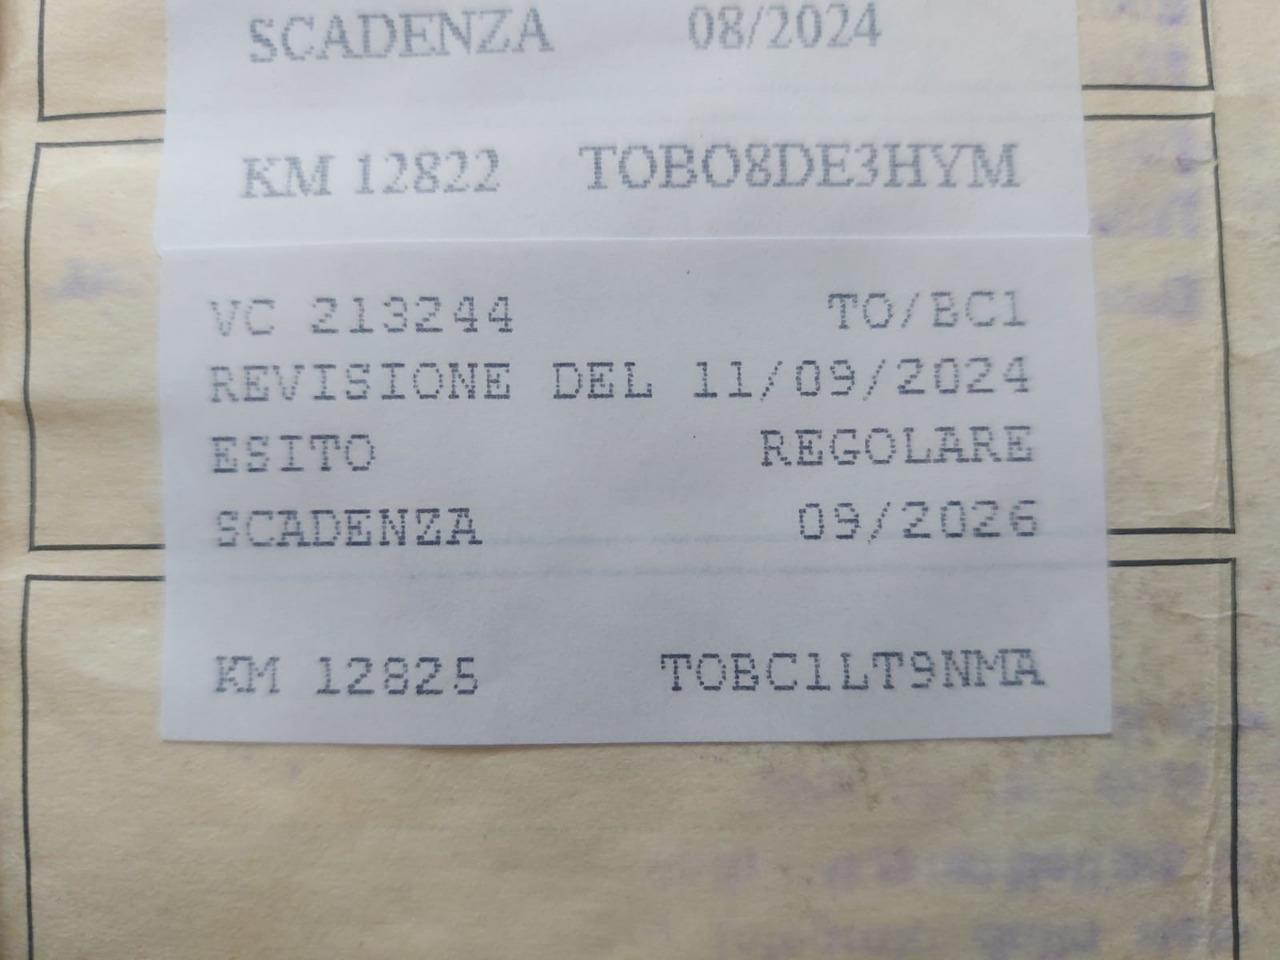 SCADENZA 08/2024
KM 12822 TOBO8DE3HYM
VC 213244 TO/BC1
REVISIONE DEL 11/09/2024
ESITO REGOLARE
SCADENZA 09/2026
KM 12825 TOBC1LT9NMA